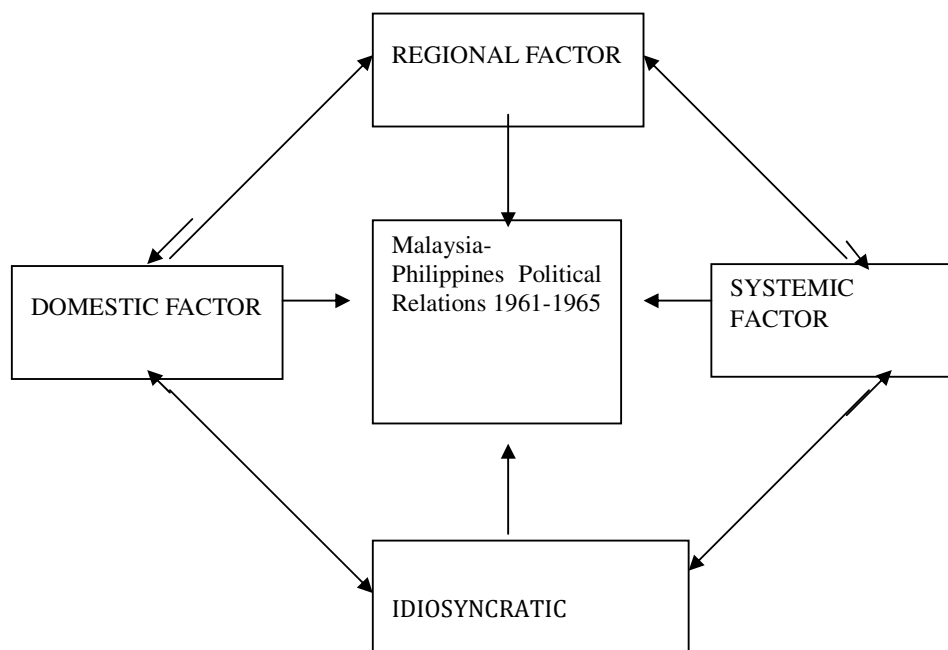 REGIONAL FACTOR
Malaysia-
Philippines Political
Relations 1961-1965
DOMESTIC FACTOR
SYSTEMIC
FACTOR
IDIOSYNCRATIC